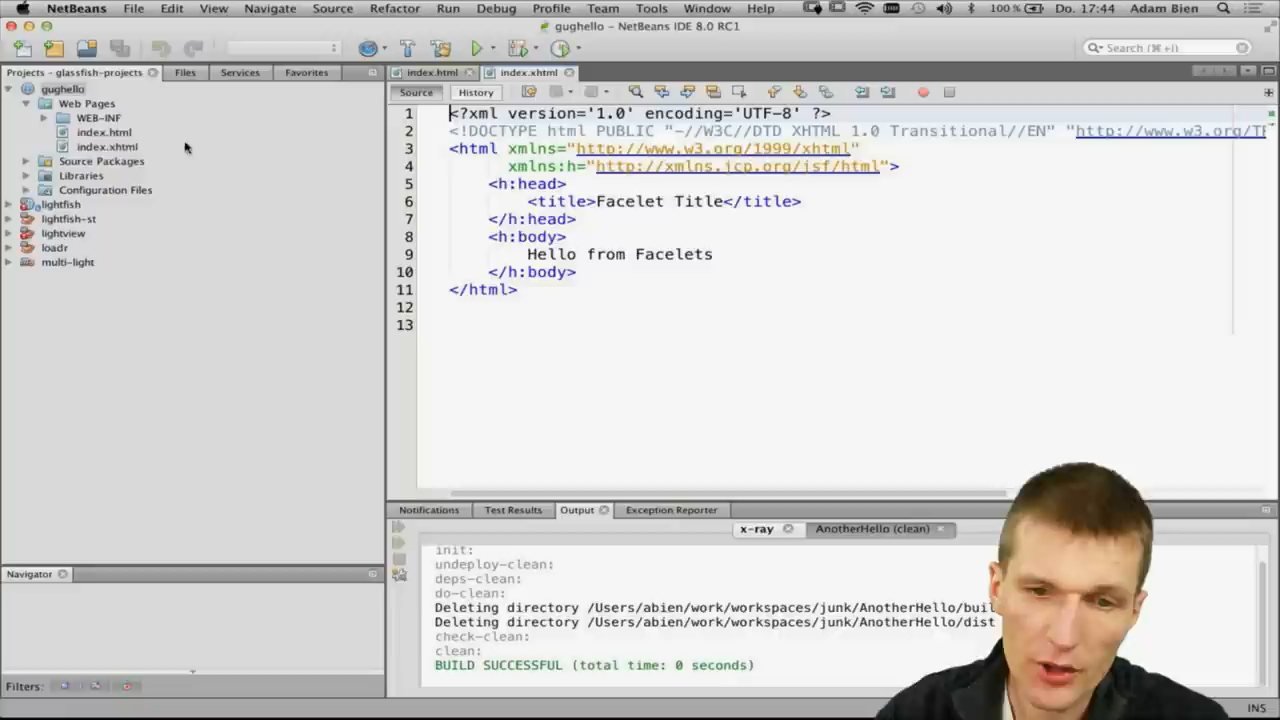 NetBeans File Edit View Navigate Source Refactor Run Debug Profile Team Tools Window Help 100 % Do. 17:44 Adam Bien
gughello – NetBeans IDE 8.0 RC1
Search (⌘+I)
Projects - glassfish-projects Files Services Favorites
index.html index.xhtml
Source History
gughello
Web Pages
WEB-INF
index.html
index.xhtml
Source Packages
Libraries
Configuration Files
lightfish
lightfish-st
lightview
loadr
multi-light
1 <?xml version='1.0' encoding='UTF-8' ?>
2 <!DOCTYPE html PUBLIC "-//W3C//DTD XHTML 1.0 Transitional//EN" "http://www.w3.org/TR
3 <html xmlns="http://www.w3.org/1999/xhtml"
4 xmlns:h="http://xmlns.jcp.org/jsf/html">
5 <h:head>
6 <title>Facelet Title</title>
7 </h:head>
8 <h:body>
9 Hello from Facelets
10 </h:body>
11 </html>
12
13
Notifications Test Results Output Exception Reporter
x-ray AnotherHello (clean)
init:
undeploy-clean:
deps-clean:
do-clean:
Deleting directory /Users/abien/work/workspaces/junk/AnotherHello/buil
Deleting directory /Users/abien/work/workspaces/junk/AnotherHello/dist
check-clean:
clean:
BUILD SUCCESSFUL (total time: 0 seconds)
Navigator
Filters:
INS